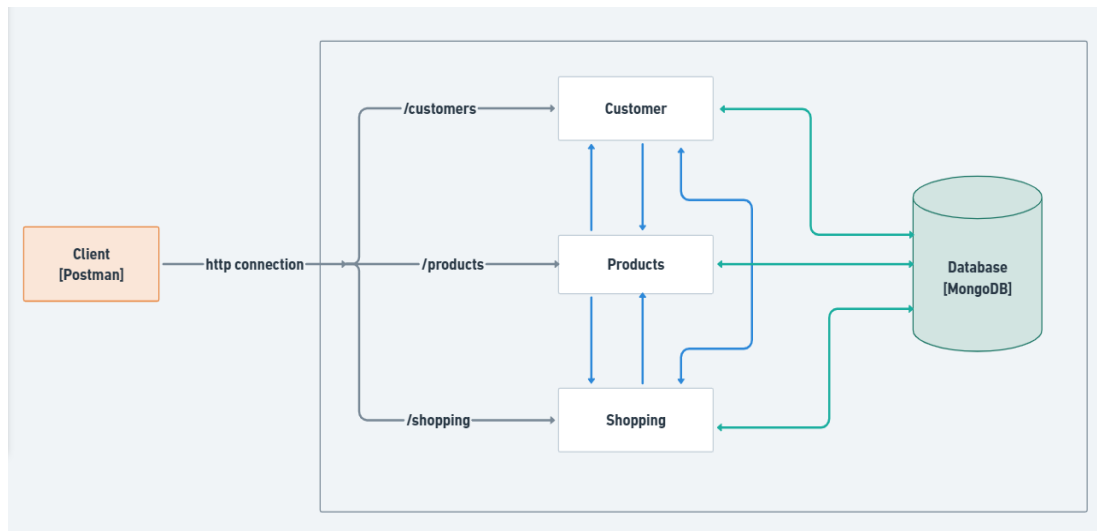 /customers
Customer
Client
[Postman]
http connection
/products
Products
Database
[MongoDB]
/shopping
Shopping